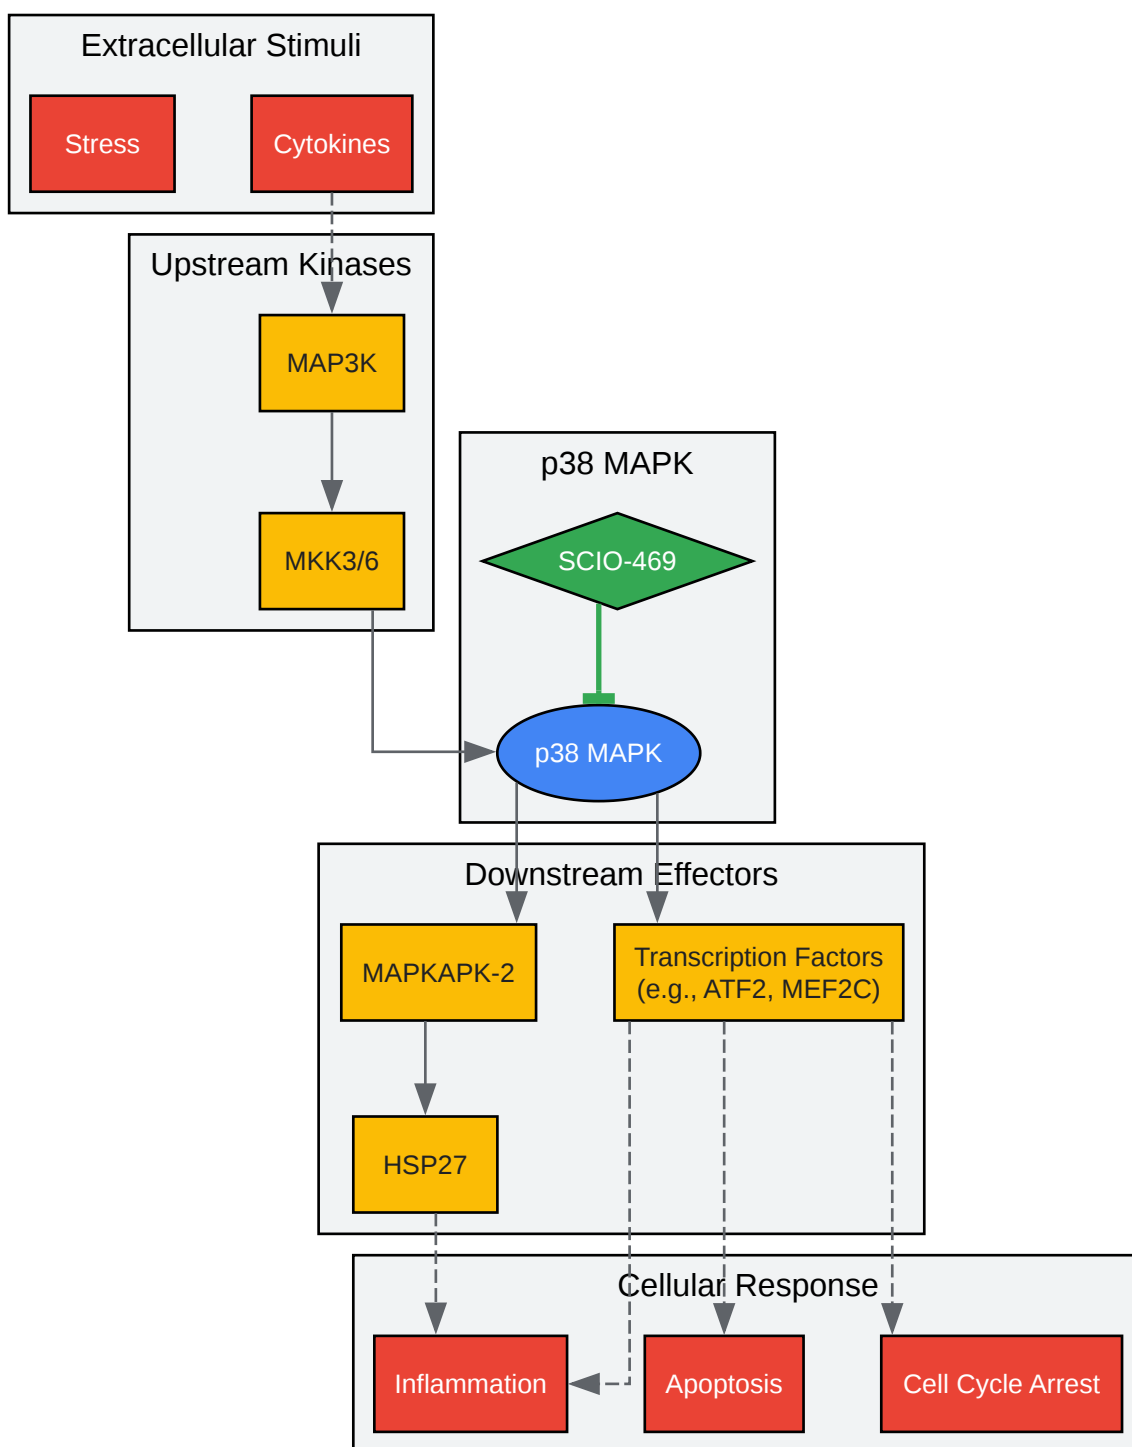 Extracellular Stimuli
Stress
Cytokines
Upstream Kinases
MAP3K
MKK3/6
p38 MAPK
SCIO-469
p38 MAPK
Downstream Effectors
MAPKAPK-2
Transcription Factors
(e.g., ATF2, MEF2C)
HSP27
Cellular Response
Inflammation
Apoptosis
Cell Cycle Arrest